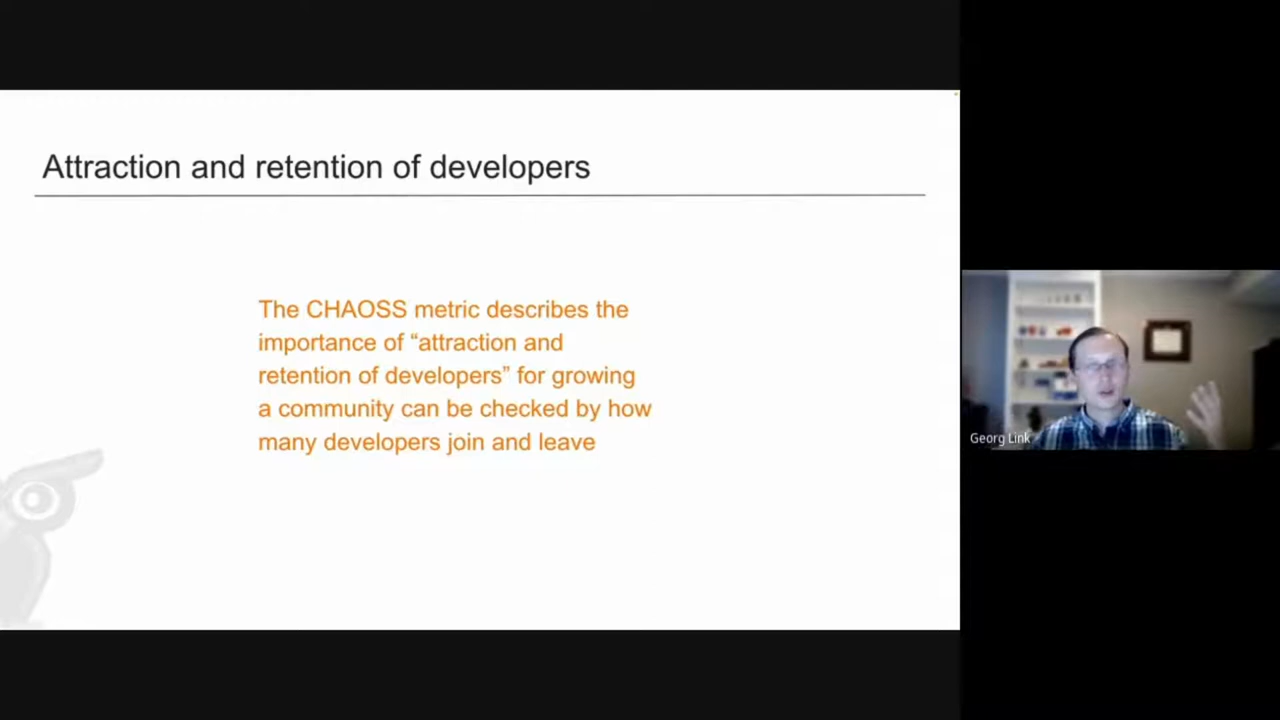 Attraction and retention of developers
The CHAOSS metric describes the
importance of “attraction and
retention of developers” for growing
a community can be checked by how
many developers join and leave
Georg Link